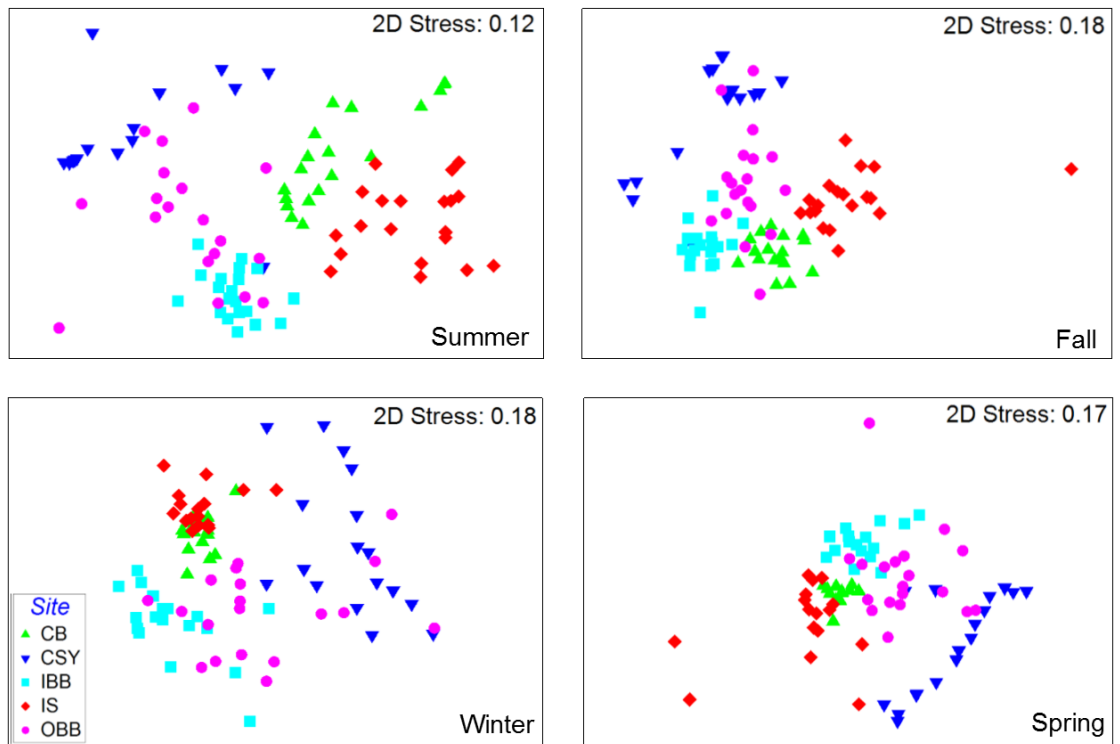 2D Stress: 0.12
Summer
2D Stress: 0.18
Fall
2D Stress: 0.18
Site
CB
CSY
IBB
IS
OBB
Winter
2D Stress: 0.17
Spring